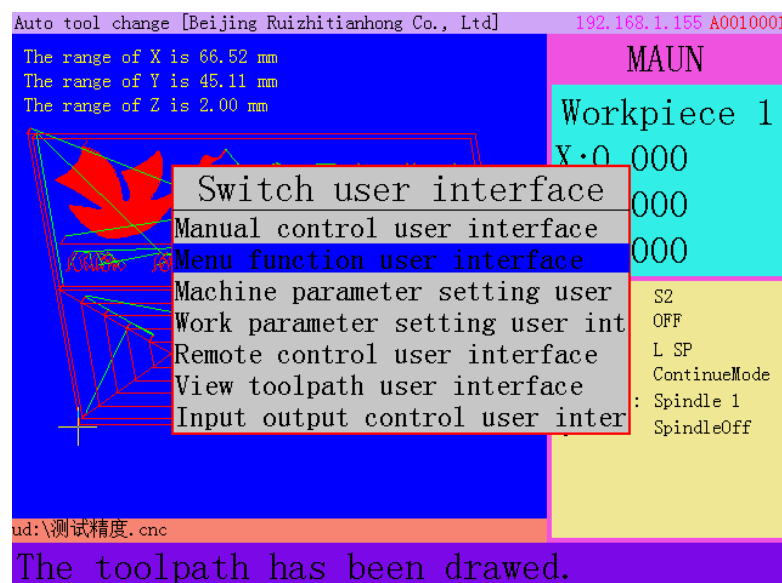 Auto tool change [Beijing Ruizhitianhong Co., Ltd] 192.168.1.155 A0010001
The range of X is 66.52 mm
The range of Y is 45.11 mm
The range of Z is 2.00 mm
MAUN
Workpiece 1
X:0.000
000
000
Switch user interface
Manual control user interface
Menu function user interface
Machine parameter setting user
Work parameter setting user int
Remote control user interface
View toolpath user interface
Input output control user inter
S2
OFF
L SP
ContinueMode
: Spindle 1
SpindleOff
ud:\测试精度.cnc
The toolpath has been drawed.